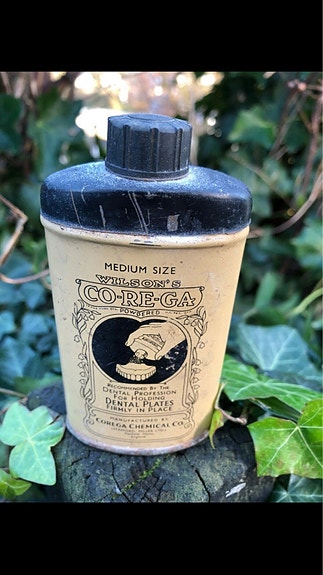 MEDIUM SIZE
WILSON'S
CO-RE-GA
POWDERED
RECOMMENDED BY THE
DENTAL PROFESSION
FOR HOLDING
DENTAL PLATES
FIRMLY IN PLACE
MANUFACTURED BY
COREGA CHEMICAL CO.